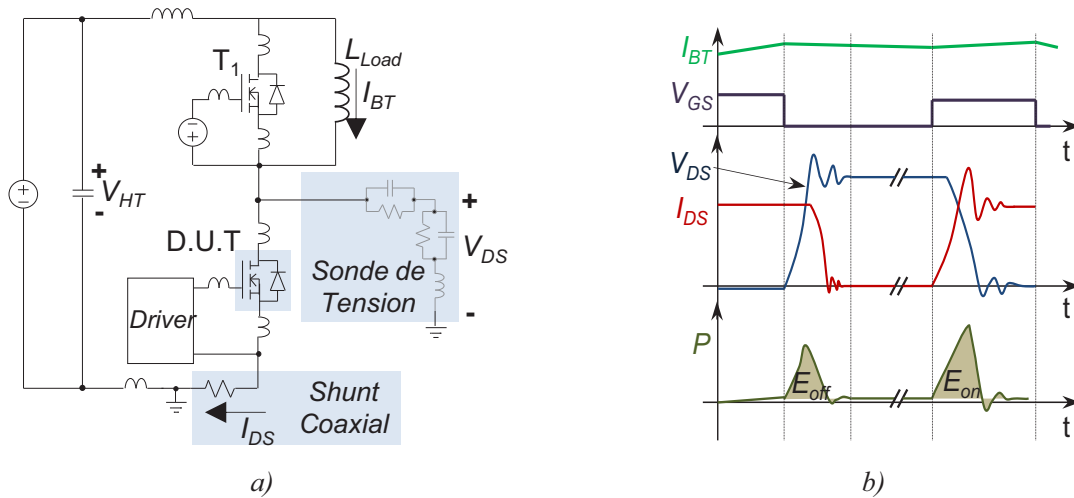 T1
LLoad
IBT
VHT
+
-
D.U.T
Driver
Sonde de
Tension
+
VDS
-
Shunt
Coaxial
IDS
a)
IBT
VGS
t
VDS
IDS
t
P
Eoff
Eon
t
b)